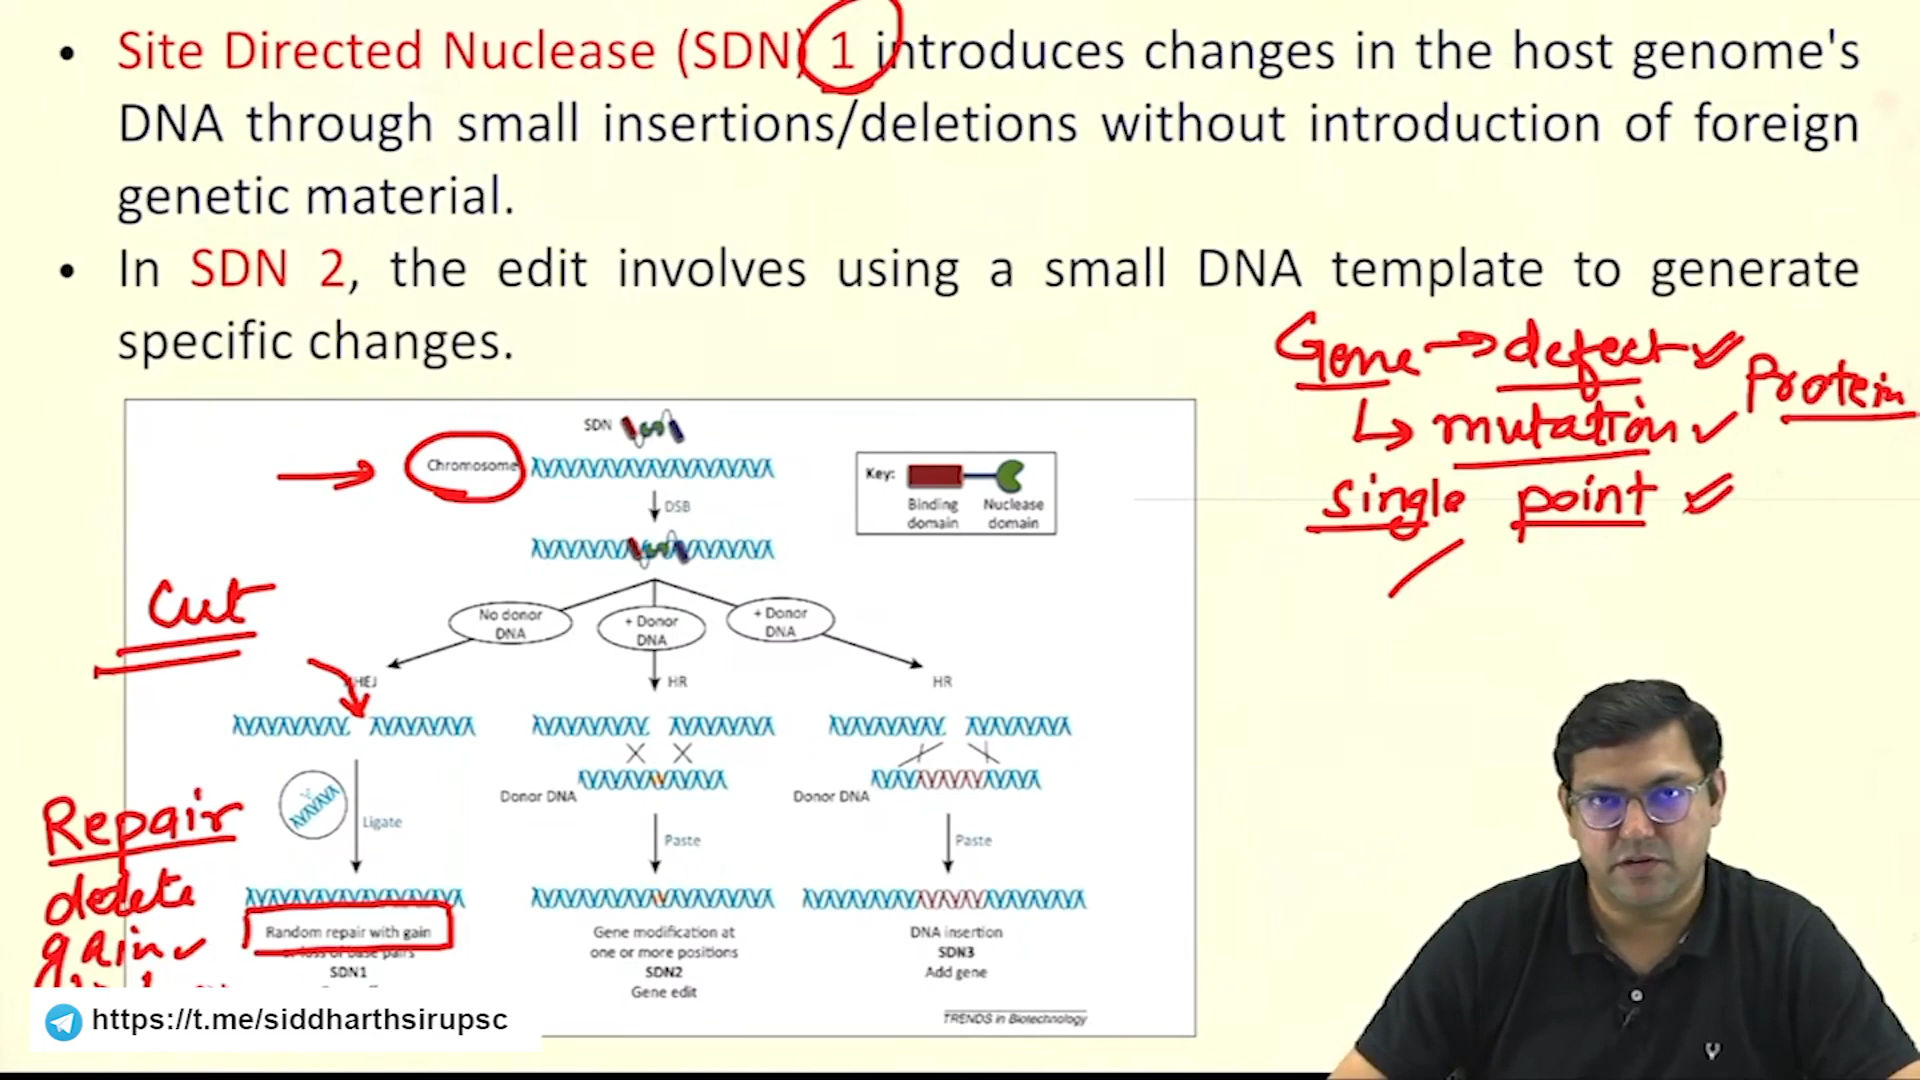 • Site Directed Nuclease (SDN) 1 introduces changes in the host genome's
DNA through small insertions/deletions without introduction of foreign
genetic material.
• In SDN 2, the edit involves using a small DNA template to generate
specific changes.
Gene → defect
Protein
↳ mutation
single point
SDN
Chromosome
DSB
Key:
Binding
domain
Nuclease
domain
Cut
No donor
DNA
+ Donor
DNA
+ Donor
DNA
HR
HR
Donor DNA
Donor DNA
Repair
Ligate
Paste
Paste
delete
gain
Random repair with gain
loss of base pairs
SDN1
Gene modification at
one or more positions
SDN2
Gene edit
DNA insertion
SDN3
Add gene
TRENDS in Biotechnology
https://t.me/siddharthsirupsc